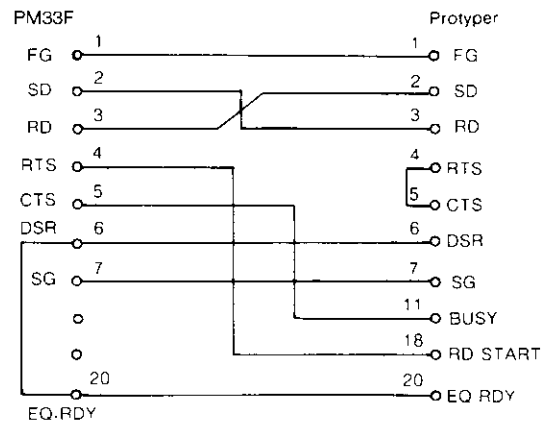 PM33F Protyper
FG 1 1 FG
SD 2 2 SD
RD 3 3 RD
RTS 4 4 RTS
CTS 5 5 CTS
DSR 6 6 DSR
SG 7 7 SG
11 BUSY
18 RD START
20 20 EQ RDY
EQ.RDY